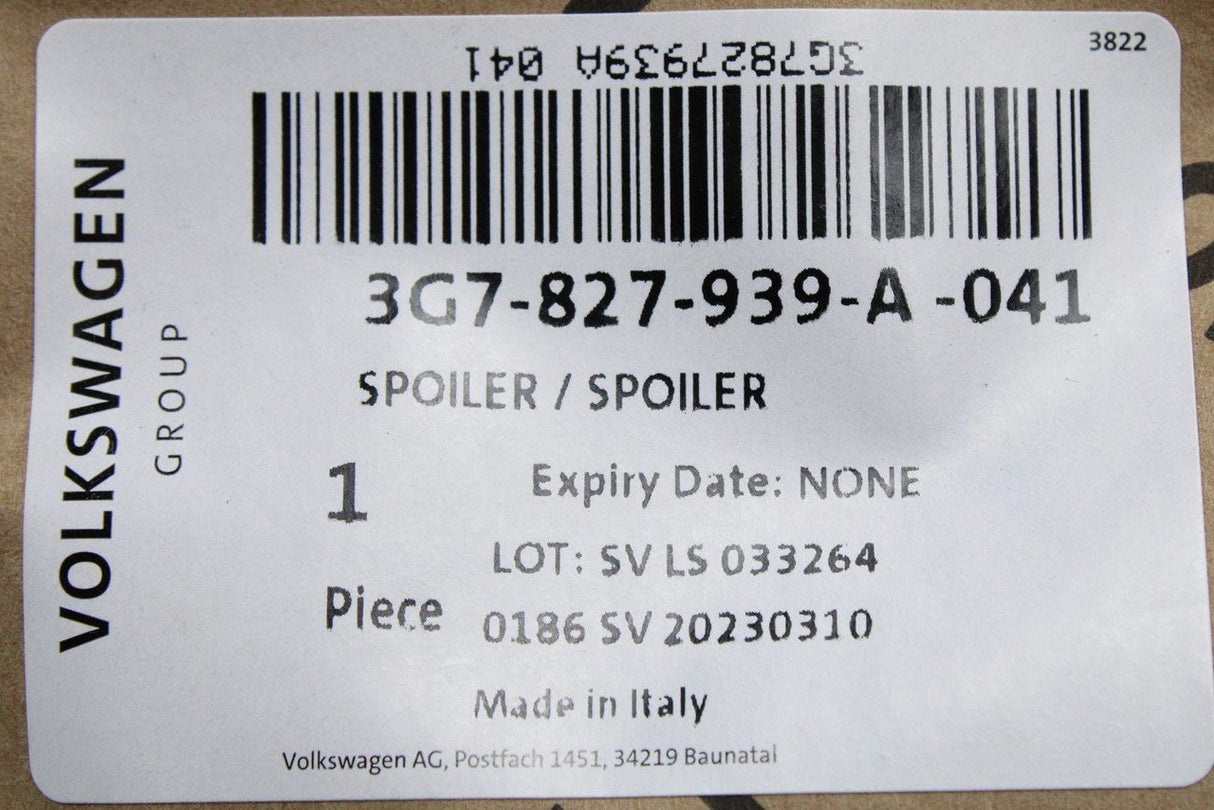 3822
3G7827939A 041
VOLKSWAGEN
GROUP
3G7-827-939-A -041
SPOILER / SPOILER
1
Piece
Expiry Date: NONE
LOT: SV LS 033264
0186 SV 20230310
Made in Italy
Volkswagen AG, Postfach 1451, 34219 Baunatal